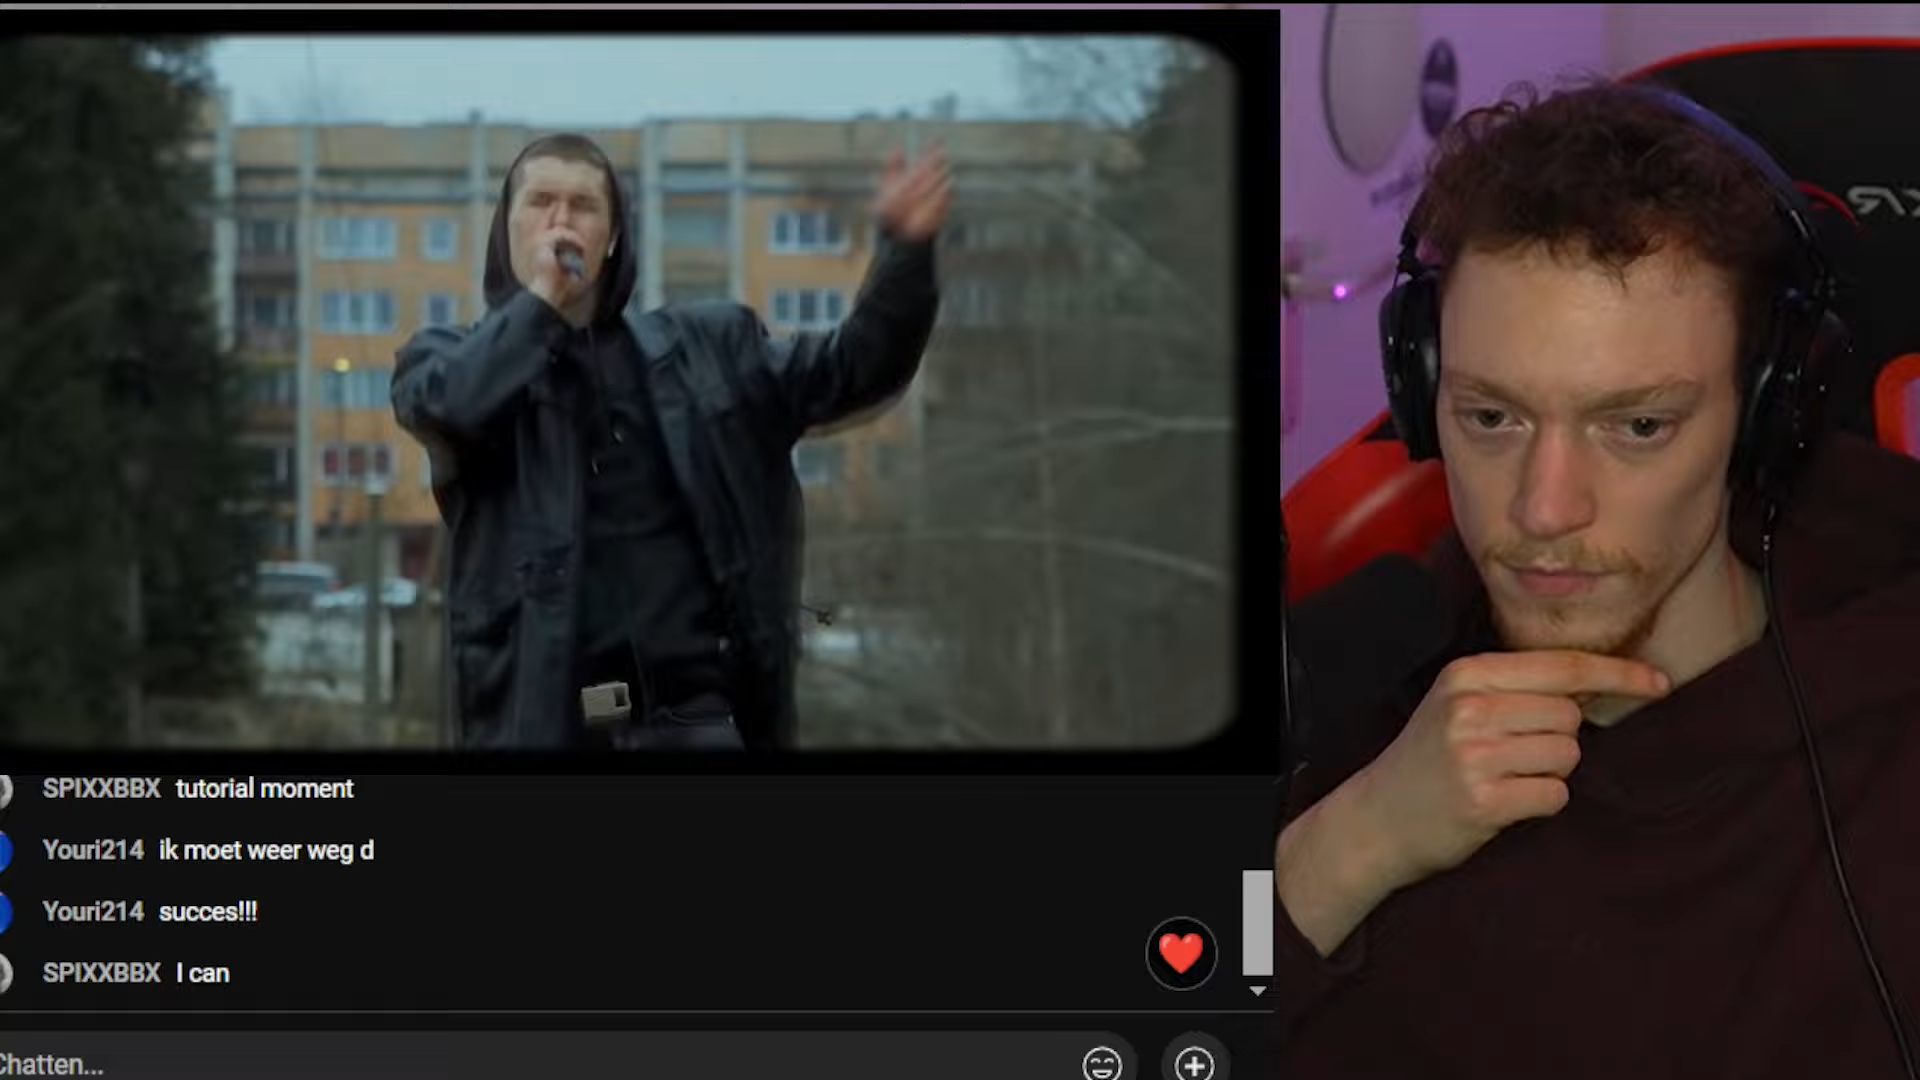 SPIXXBBX tutorial moment
Youri214 ik moet weer weg d
Youri214 succes!!!
SPIXXBBX I can
Chatten...